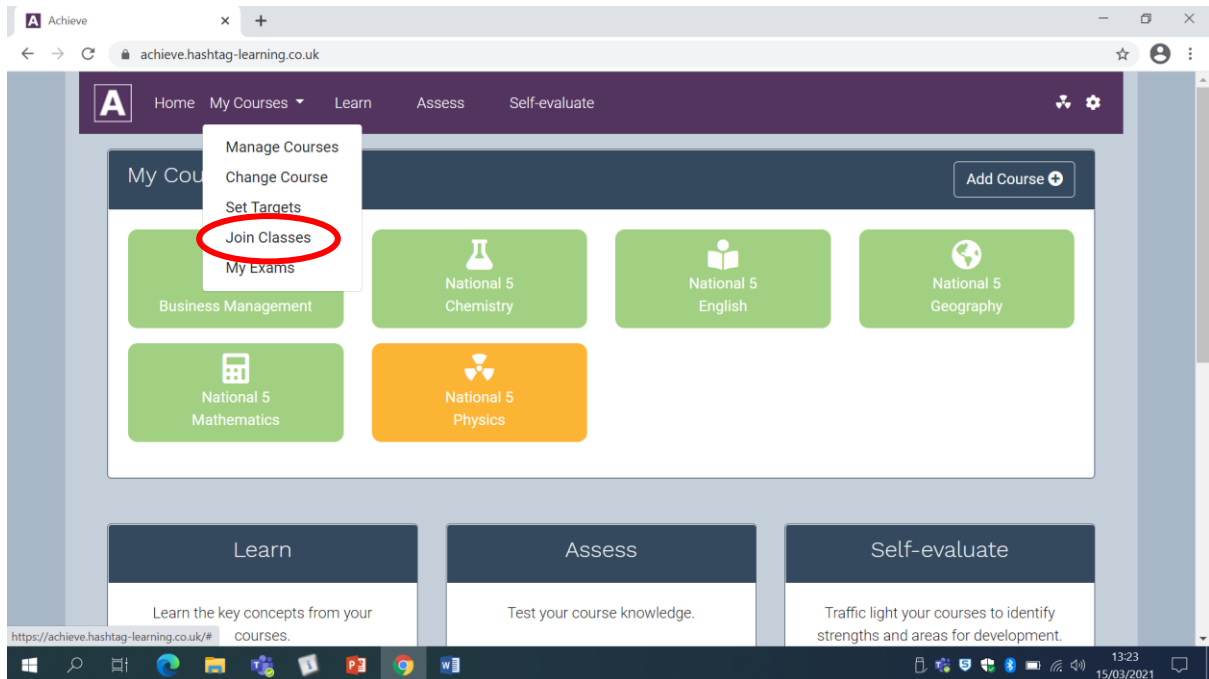 A Achieve
achieve.hashtag-learning.co.uk
A Home My Courses Learn Assess Self-evaluate
Manage Courses
Change Course
Set Targets
Join Classes
My Exams
My Cou
Add Course
Business Management
National 5
Chemistry
National 5
English
National 5
Geography
National 5
Mathematics
National 5
Physics
Learn
Learn the key concepts from your
courses.
Assess
Test your course knowledge.
Self-evaluate
Traffic light your courses to identify
strengths and areas for development.
https://achieve.hashtag-learning.co.uk/#
13:23
15/03/2021